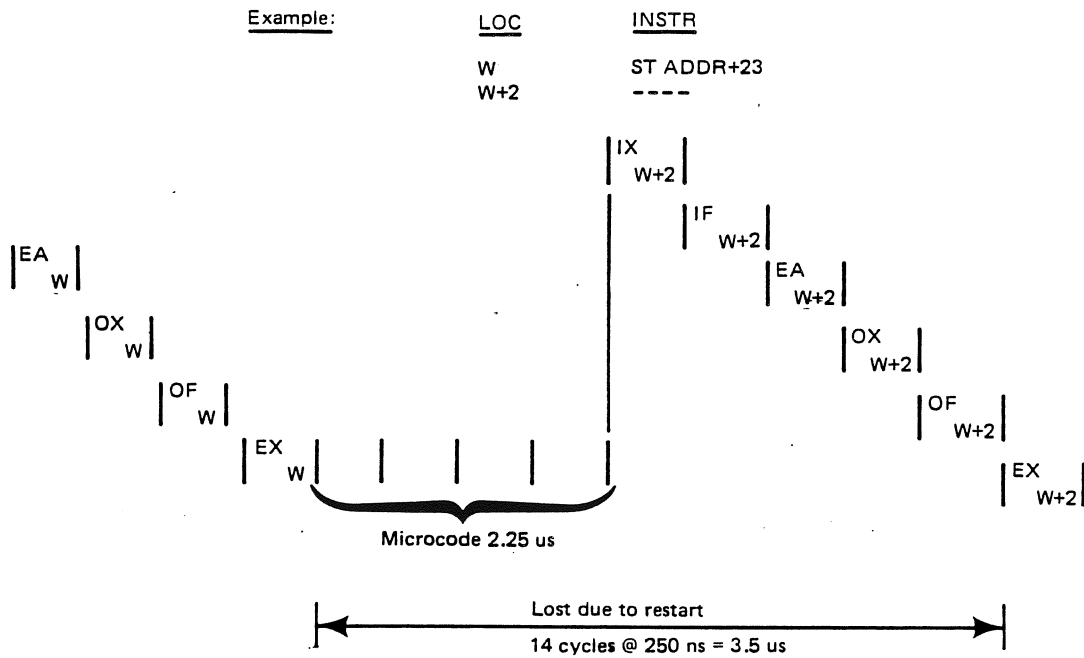 Example: LOC INSTR
W ST ADDR+23
W+2 ----
IX
W+2
IF
W+2
EA
W
EA
W+2
OX
W
OX
W+2
OF
W
OF
W+2
EX
W
EX
W+2
Microcode 2.25 us
Lost due to restart
14 cycles @ 250 ns = 3.5 us